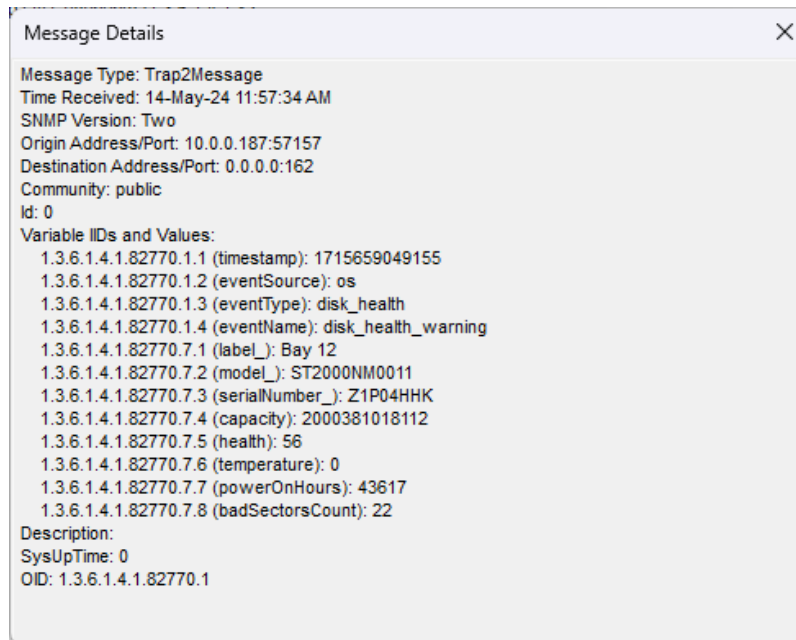 Message Details
Message Type: Trap2Message
Time Received: 14-May-24 11:57:34 AM
SNMP Version: Two
Origin Address/Port: 10.0.0.187:57157
Destination Address/Port: 0.0.0.0:162
Community: public
Id: 0
Variable IIDs and Values:
1.3.6.1.4.1.82770.1.1 (timestamp): 1715659049155
1.3.6.1.4.1.82770.1.2 (eventSource): os
1.3.6.1.4.1.82770.1.3 (eventType): disk_health
1.3.6.1.4.1.82770.1.4 (eventName): disk_health_warning
1.3.6.1.4.1.82770.7.1 (label_): Bay 12
1.3.6.1.4.1.82770.7.2 (model_): ST2000NM0011
1.3.6.1.4.1.82770.7.3 (serialNumber_): Z1P04HHK
1.3.6.1.4.1.82770.7.4 (capacity): 2000381018112
1.3.6.1.4.1.82770.7.5 (health): 56
1.3.6.1.4.1.82770.7.6 (temperature): 0
1.3.6.1.4.1.82770.7.7 (powerOnHours): 43617
1.3.6.1.4.1.82770.7.8 (badSectorsCount): 22
Description:
SysUpTime: 0
OID: 1.3.6.1.4.1.82770.1